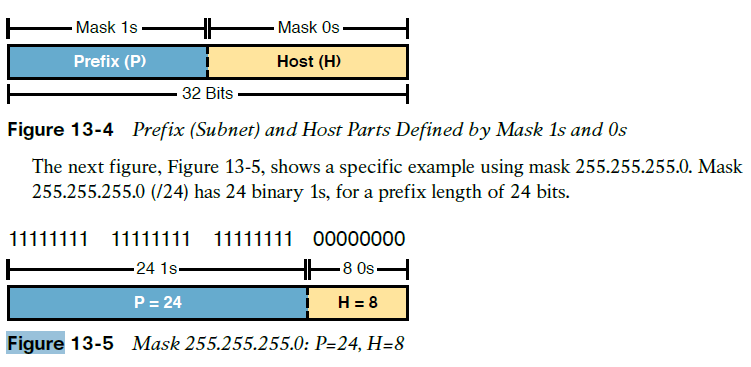 Mask 1s Mask 0s
Prefix (P) Host (H)
32 Bits
Figure 13-4 Prefix (Subnet) and Host Parts Defined by Mask 1s and 0s
The next figure, Figure 13-5, shows a specific example using mask 255.255.255.0. Mask
255.255.255.0 (/24) has 24 binary 1s, for a prefix length of 24 bits.
11111111 11111111 11111111 00000000
24 1s 8 0s
P = 24 H = 8
Figure 13-5 Mask 255.255.255.0: P=24, H=8